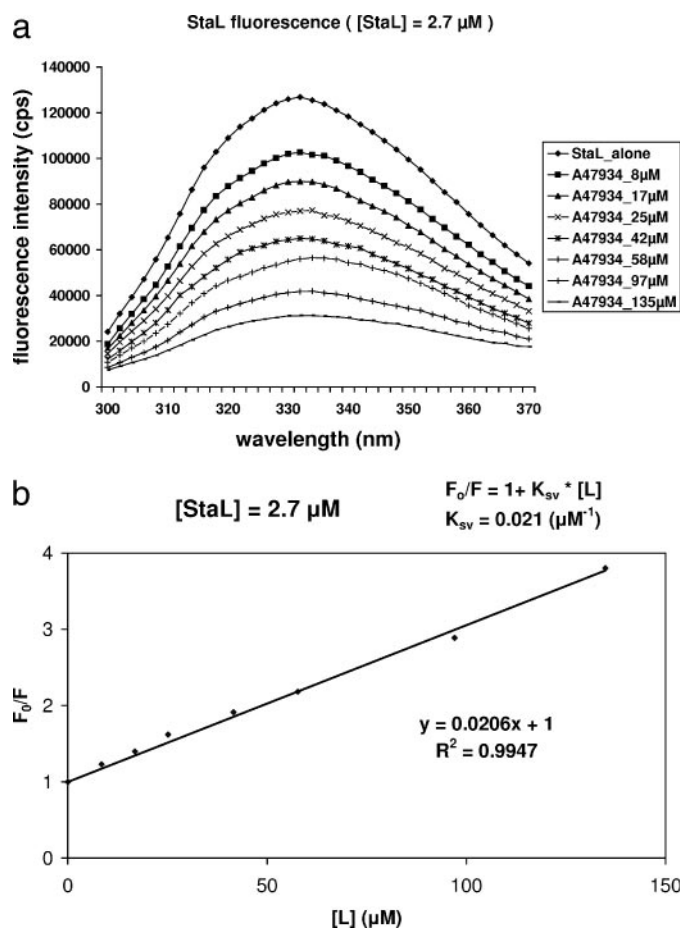 a
StaL fluorescence ( [StaL] = 2.7 µM )
fluorescence intensity (cps)
140000
120000
100000
80000
60000
40000
20000
0
300 310 320 330 340 350 360 370
wavelength (nm)
StaL_alone
A47934_8µM
A47934_17µM
A47934_25µM
A47934_42µM
A47934_58µM
A47934_97µM
A47934_135µM
b
[StaL] = 2.7 µM
Fo/F = 1+ Ksv * [L]
Ksv = 0.021 (µM⁻¹)
F0/F
4
3
2
1
0
y = 0.0206x + 1
R² = 0.9947
0 50 100 150
[L] (µM)